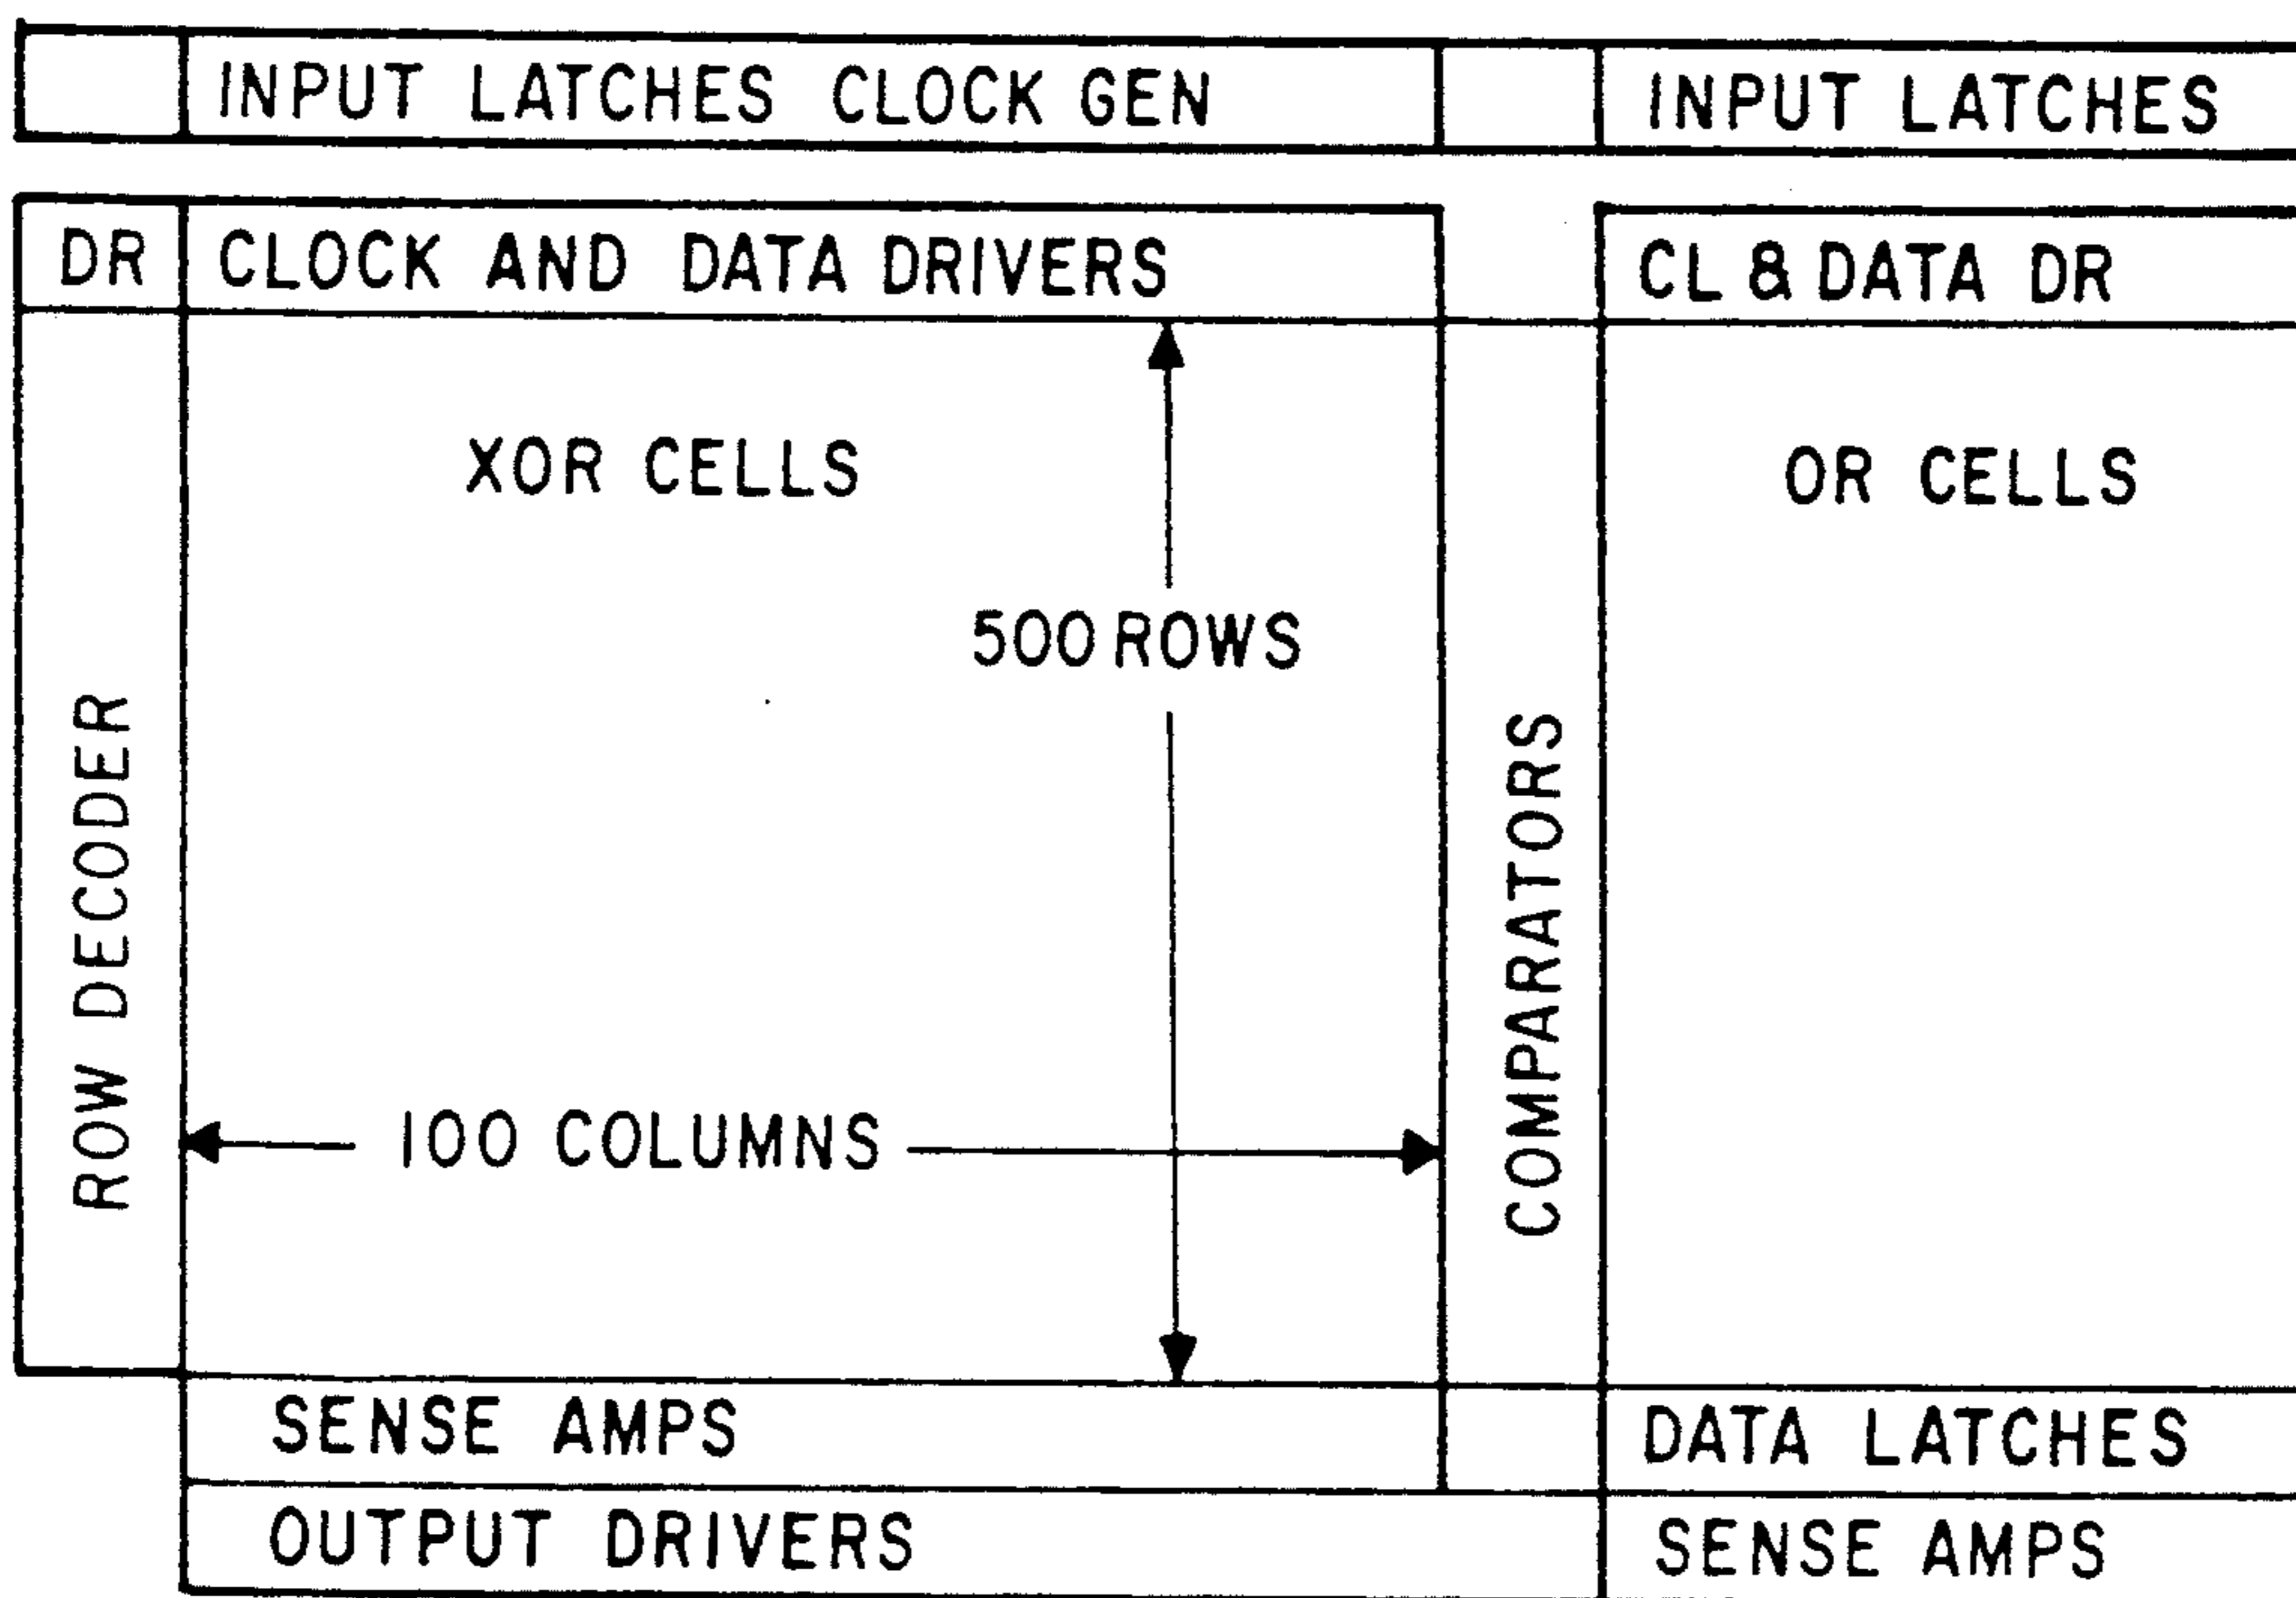 INPUT LATCHES CLOCK GEN
INPUT LATCHES
DR
CLOCK AND DATA DRIVERS
CL & DATA DR
XOR CELLS
OR CELLS
500 ROWS
ROW DECODER
COMPARATORS
100 COLUMNS
SENSE AMPS
DATA LATCHES
OUTPUT DRIVERS
SENSE AMPS